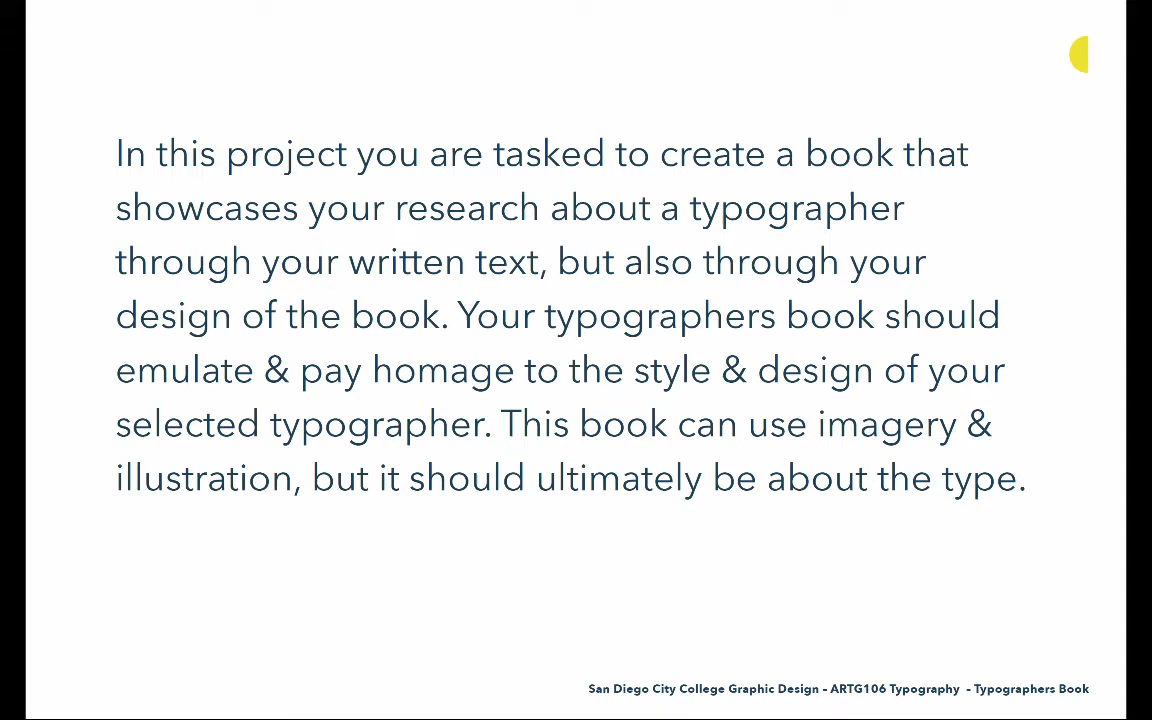 In this project you are tasked to create a book that
showcases your research about a typographer
through your written text, but also through your
design of the book. Your typographers book should
emulate & pay homage to the style & design of your
selected typographer. This book can use imagery &
illustration, but it should ultimately be about the type.
San Diego City College Graphic Design – ARTG106 Typography – Typographers Book